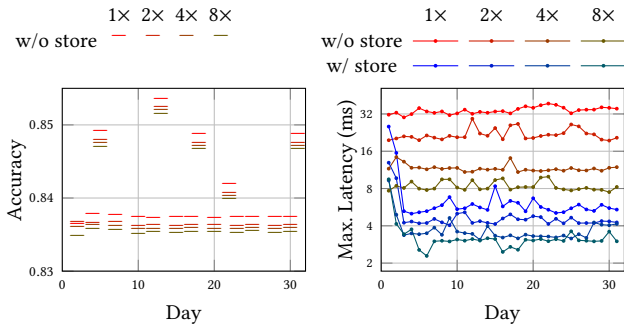 1× 2× 4× 8×
w/o store
0.85
0.84
0.83
Accuracy
0 10 20 30
Day
1× 2× 4× 8×
w/o store
w/ store
32
16
8
4
2
Max. Latency (ms)
0 10 20 30
Day